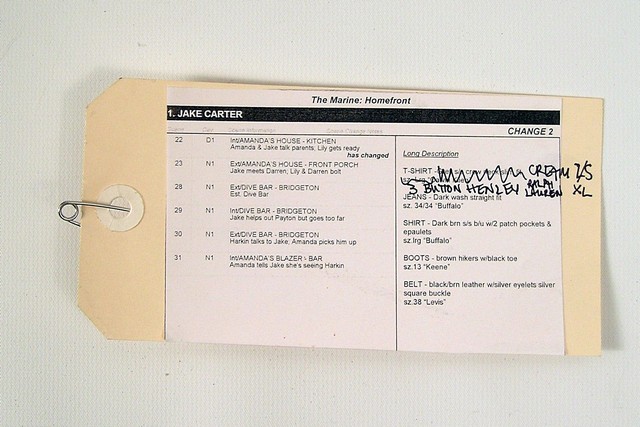 The Marine: Homefront
1. JAKE CARTER
CHANGE 2
22 D1 Int/AMANDA'S HOUSE - KITCHEN
Amanda & Jake talk parents, Lily gets ready
has changed
23 N1 Ext/AMANDA'S HOUSE - FRONT PORCH
Jake meets Darren; Lily & Darren bolt
28 N1 Ext/DIVE BAR - BRIDGETON
Est. Dive Bar
29 N1 Int/DIVE BAR - BRIDGETON
Jake helps out Payton but goes too far
30 N1 Ext/DIVE BAR - BRIDGETON
Harkin talks to Jake; Amanda picks him up
31 N1 Int/AMANDA'S BLAZER - BAR
Amanda tells Jake she's seeing Harkin
Long Description
T-SHIRT - CREAM
3 BUTTON HENLEY RALPH LAUREN XL
JEANS - Dark wash straight fit
sz. 34/34 "Buffalo"
SHIRT - Dark brn s/s b/u w/2 patch pockets &
epaulets
sz.lrg "Buffalo"
BOOTS - brown hikers w/black toe
sz.13 "Keene"
BELT - black/brn leather w/silver eyelets silver
square buckle
sz.38 "Levis"